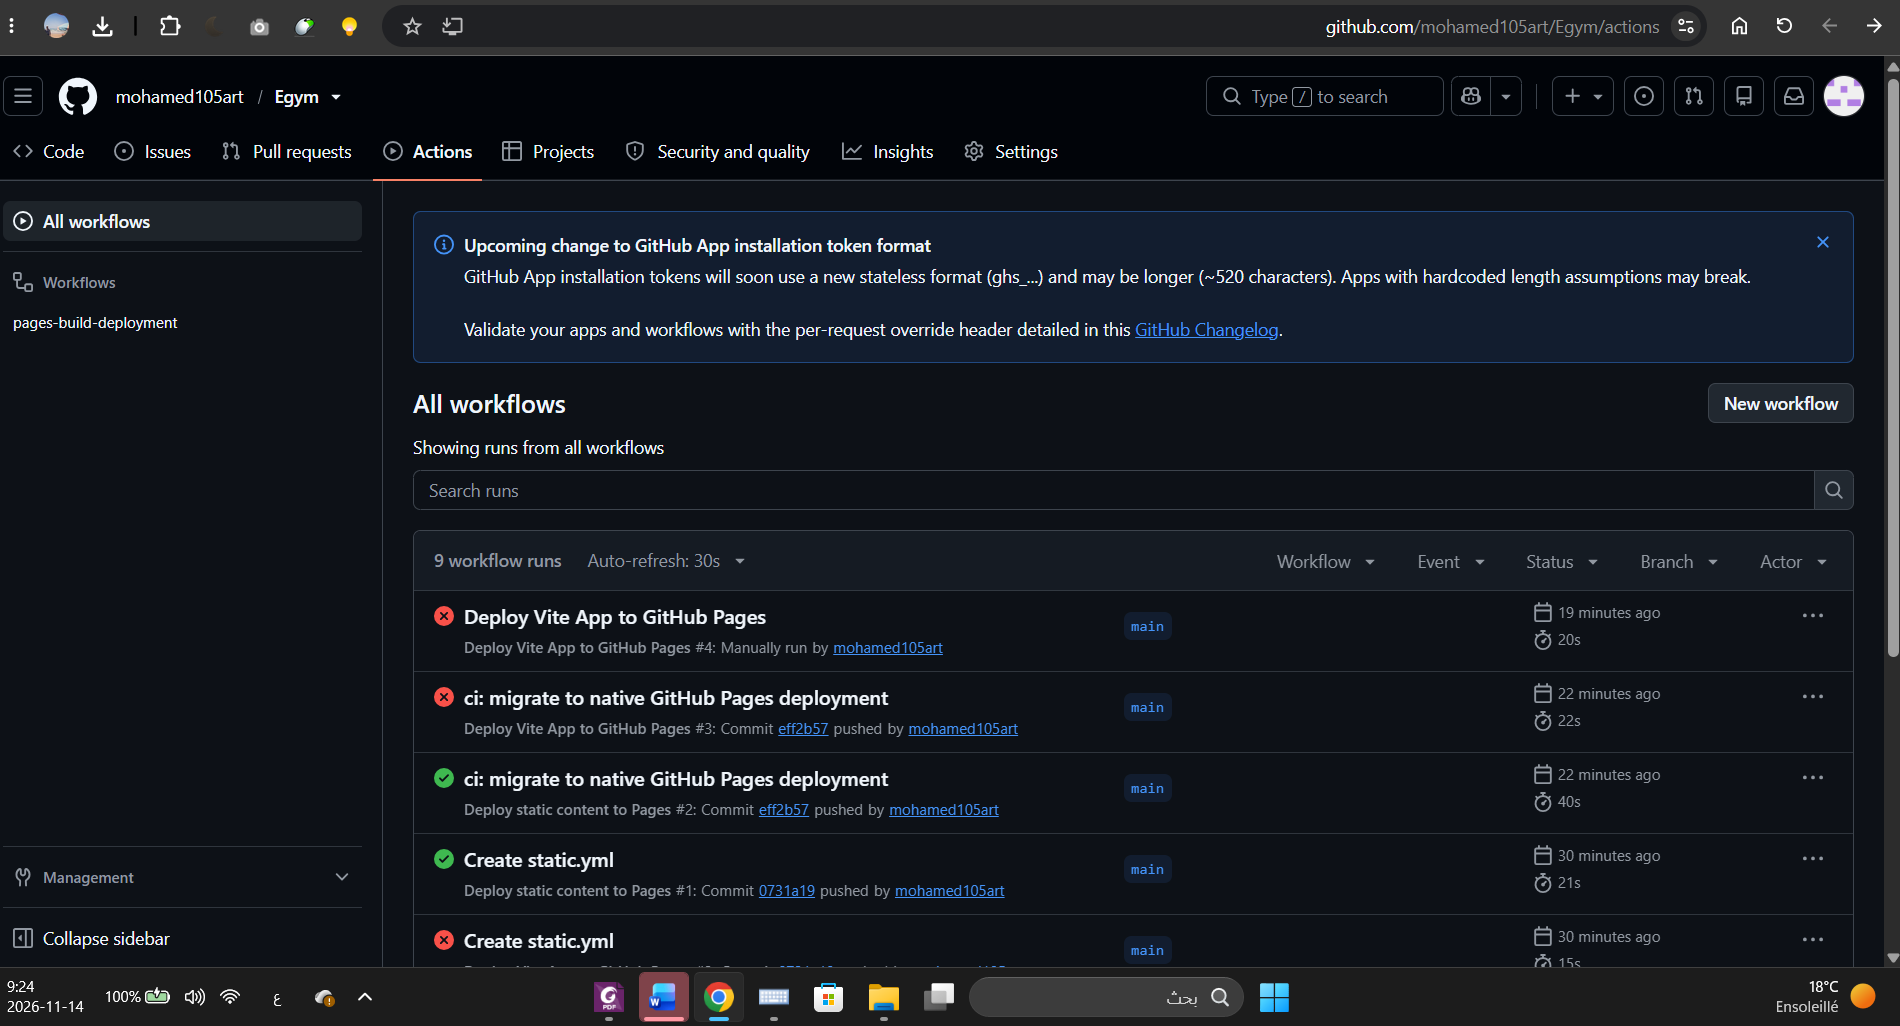 github.com/mohamed105art/Egym/actions
mohamed105art / Egym
Type / to search
Code
Issues
Pull requests
Actions
Projects
Security and quality
Insights
Settings
All workflows
Workflows
pages-build-deployment
Management
Collapse sidebar
Upcoming change to GitHub App installation token format
GitHub App installation tokens will soon use a new stateless format (ghs_...) and may be longer (~520 characters). Apps with hardcoded length assumptions may break.
Validate your apps and workflows with the per-request override header detailed in this GitHub Changelog.
All workflows
New workflow
Showing runs from all workflows
Search runs
9 workflow runs Auto-refresh: 30s Workflow Event Status Branch Actor
Deploy Vite App to GitHub Pages
Deploy Vite App to GitHub Pages #4: Manually run by mohamed105art
main
19 minutes ago
20s
ci: migrate to native GitHub Pages deployment
Deploy Vite App to GitHub Pages #3: Commit eff2b57 pushed by mohamed105art
main
22 minutes ago
22s
ci: migrate to native GitHub Pages deployment
Deploy static content to Pages #2: Commit eff2b57 pushed by mohamed105art
main
22 minutes ago
40s
Create static.yml
Deploy static content to Pages #1: Commit 0731a19 pushed by mohamed105art
main
30 minutes ago
21s
Create static.yml
main
30 minutes ago
15s
9:24
2026-11-14
100%
ع
PDF
W
بحث
18°C
Ensoleillé